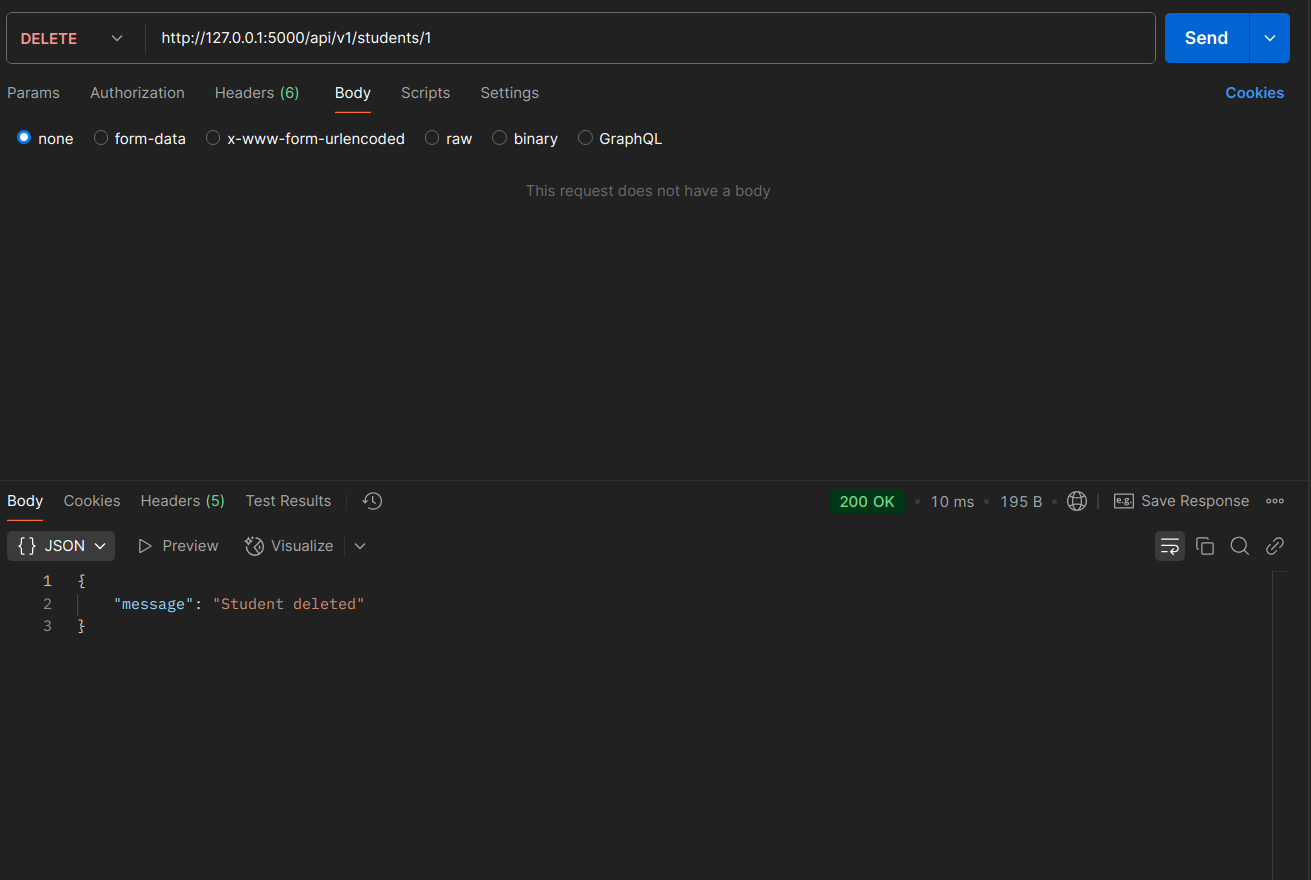 DELETE http://127.0.0.1:5000/api/v1/students/1 Send
Params Authorization Headers (6) Body Scripts Settings Cookies
none form-data x-www-form-urlencoded raw binary GraphQL
This request does not have a body
Body Cookies Headers (5) Test Results 200 OK • 10 ms • 195 B • e.g. Save Response
{} JSON Preview Visualize
1 {
2 "message": "Student deleted"
3 }